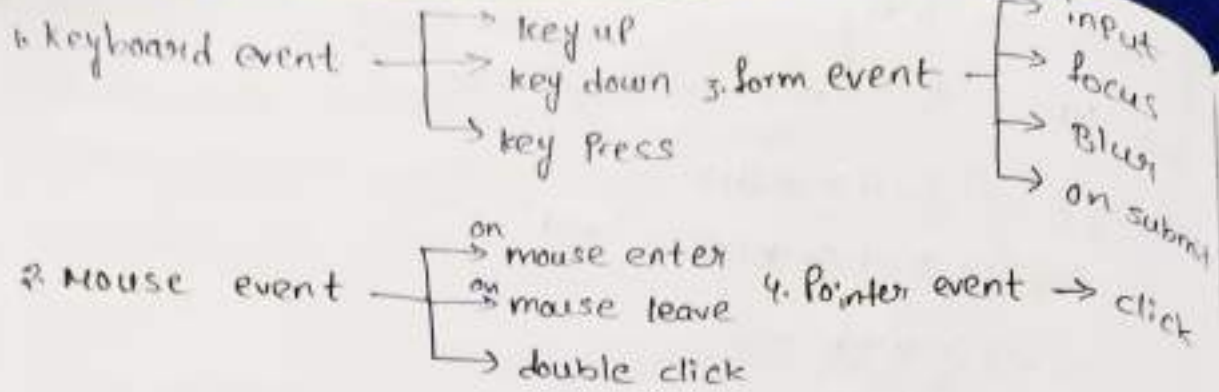 1. Keyboard event → key up
→ key down
→ key Press
3. form event → input
→ focus
→ Blur
→ on submit
2. Mouse event → on mouse enter
→ on mouse leave
→ double click
4. Pointer event → click